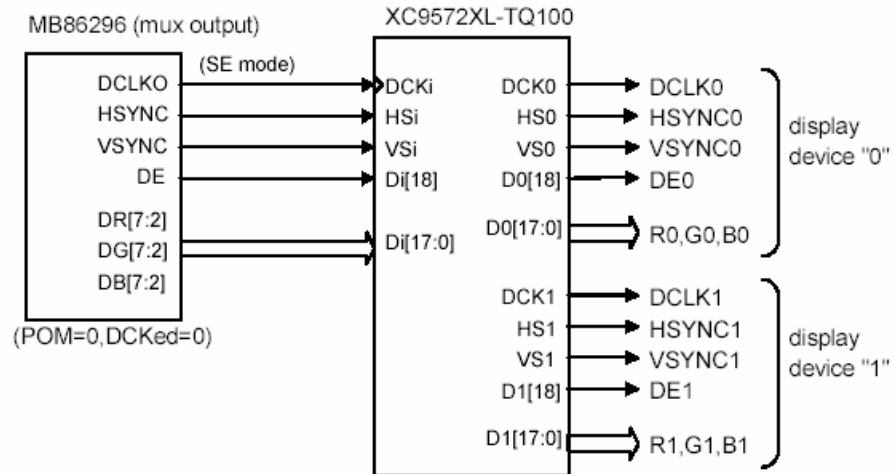 MB86296 (mux output)
DCLKO
HSYNC
VSYNC
DE
DR[7:2]
DG[7:2]
DB[7:2]
(POM=0,DCKed=0)
(SE mode)
XC9572XL-TQ100
DCKi
HSi
VSi
Di[18]
Di[17:0]
DCK0
HS0
VS0
D0[18]
D0[17:0]
DCK1
HS1
VS1
D1[18]
D1[17:0]
DCLK0
HSYNC0
VSYNC0
DE0
R0,G0,B0
display
device "0"
DCLK1
HSYNC1
VSYNC1
DE1
R1,G1,B1
display
device "1"